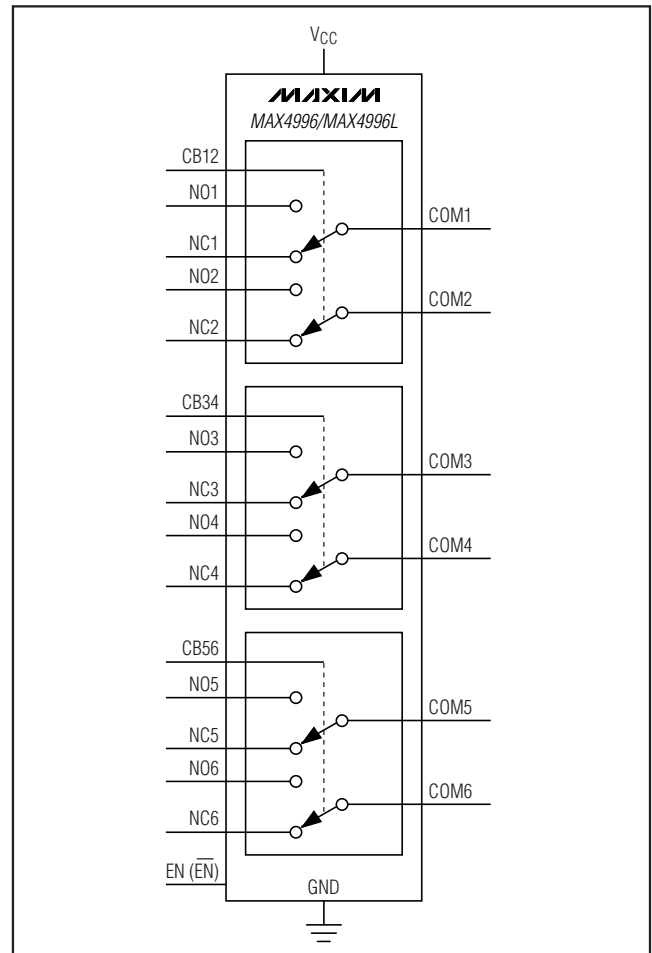 VCC
MAXIM
MAX4996/MAX4996L
CB12
NO1
COM1
NC1
NO2
COM2
NC2
CB34
NO3
COM3
NC3
NO4
COM4
NC4
CB56
NO5
COM5
NC5
NO6
COM6
NC6
EN (E̅N̅)
GND